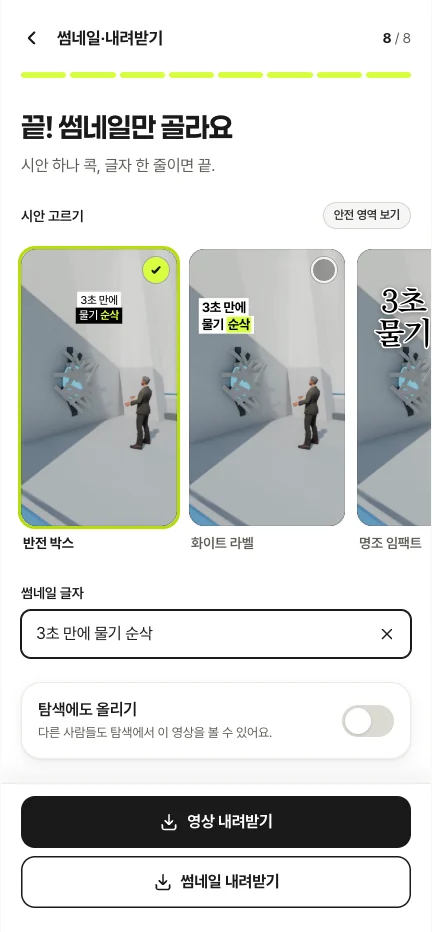 썸네일·내려받기
8 / 8
끝! 썸네일만 골라요
시안 하나 콕, 글자 한 줄이면 끝.
시안 고르기
안전 영역 보기
3초 만에
물기 순삭
3초 만에
물기 순삭
3초
물기
반전 박스
화이트 라벨
명조 임팩트
썸네일 글자
3초 만에 물기 순삭
탐색에도 올리기
다른 사람들도 탐색에서 이 영상을 볼 수 있어요.
영상 내려받기
썸네일 내려받기